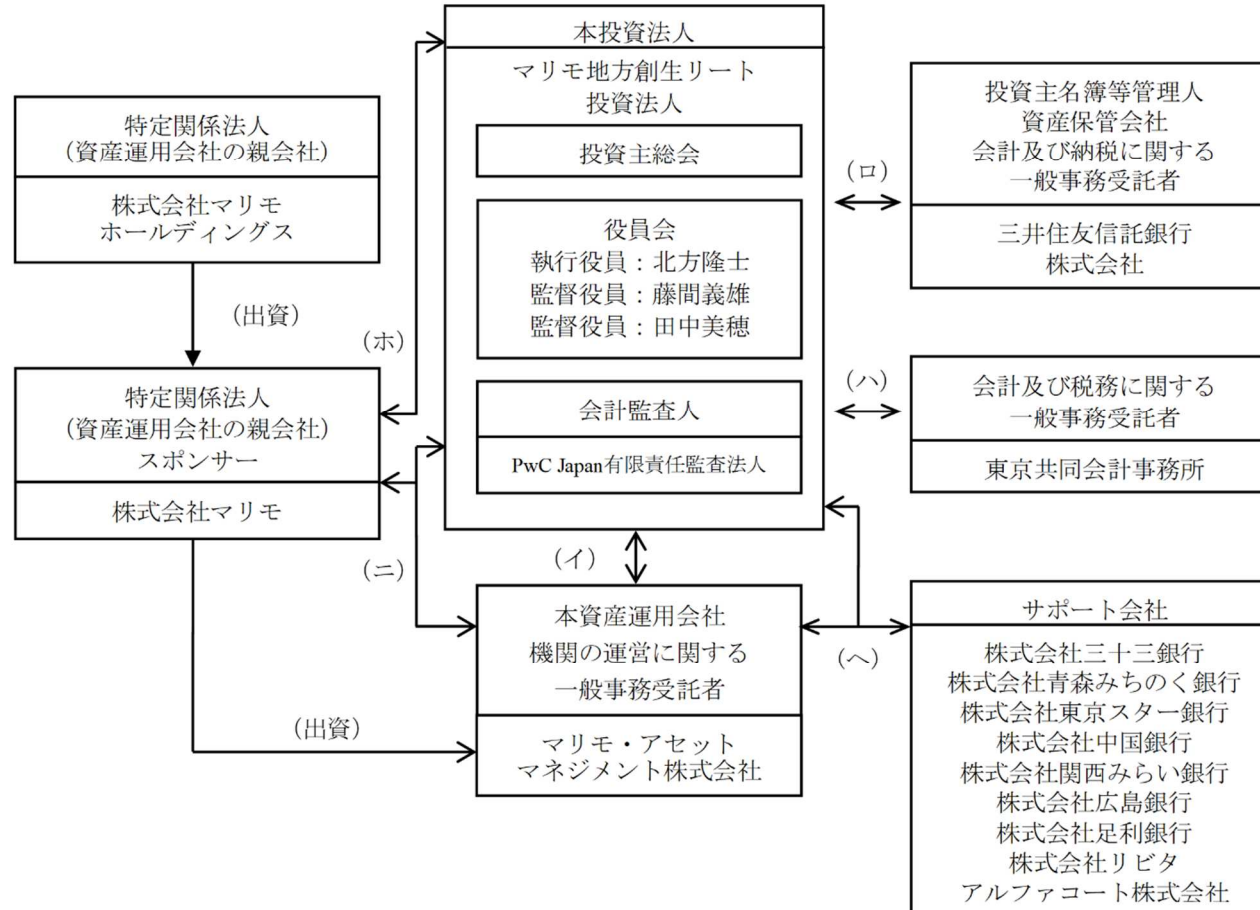 本投資法人
マリモ地方創生リート
投資法人
投資主総会
役員会
執行役員：北方隆士
監督役員：藤間義雄
監督役員：田中美穂
会計監査人
PwC Japan有限責任監査法人
特定関係法人
(資産運用会社の親会社)
株式会社マリモ
ホールディングス
(出資)
(ホ)
特定関係法人
(資産運用会社の親会社)
スポンサー
株式会社マリモ
(ニ)
(出資)
(イ)
本資産運用会社
機関の運営に関する
一般事務受託者
マリモ・アセット
マネジメント株式会社
(ロ)
投資主名簿等管理人
資産保管会社
会計及び納税に関する
一般事務受託者
三井住友信託銀行
株式会社
(ハ)
会計及び税務に関する
一般事務受託者
東京共同会計事務所
(ヘ)
サポート会社
株式会社三十三銀行
株式会社青森みちのく銀行
株式会社東京スター銀行
株式会社中国銀行
株式会社関西みらい銀行
株式会社広島銀行
株式会社足利銀行
株式会社リビタ
アルファコート株式会社